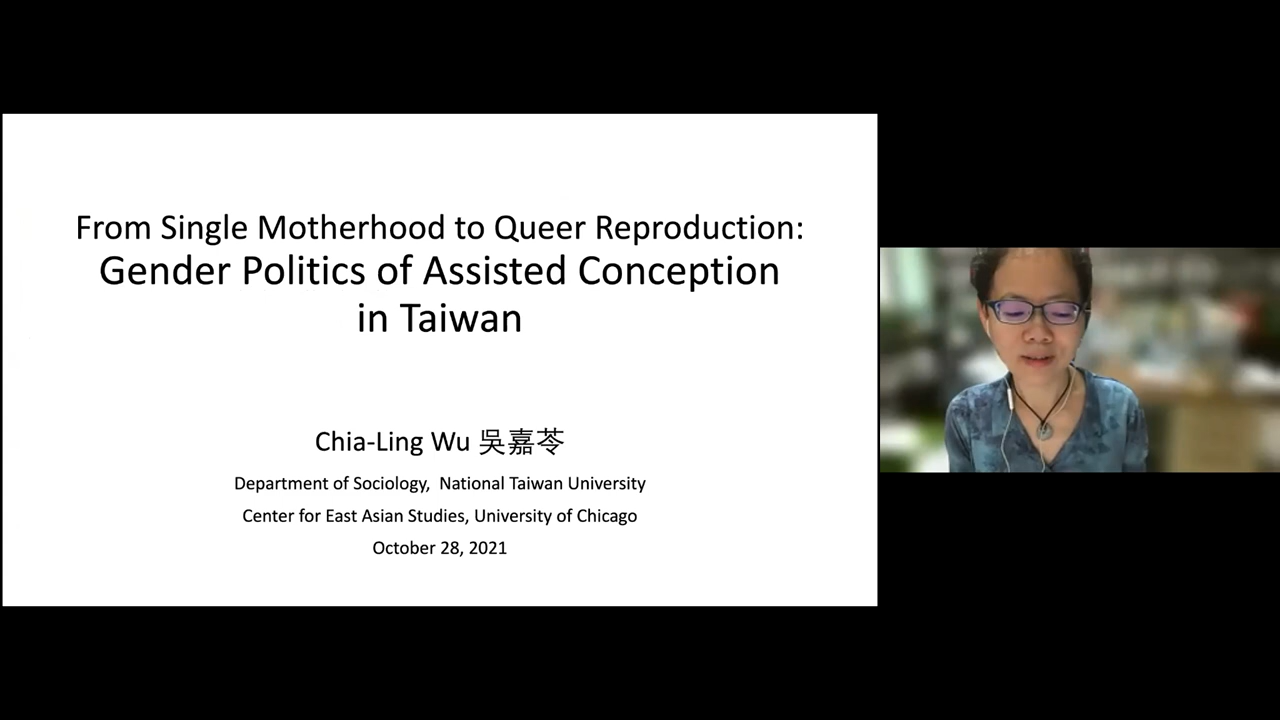 From Single Motherhood to Queer Reproduction:
Gender Politics of Assisted Conception
in Taiwan
Chia-Ling Wu 吳嘉苓
Department of Sociology, National Taiwan University
Center for East Asian Studies, University of Chicago
October 28, 2021